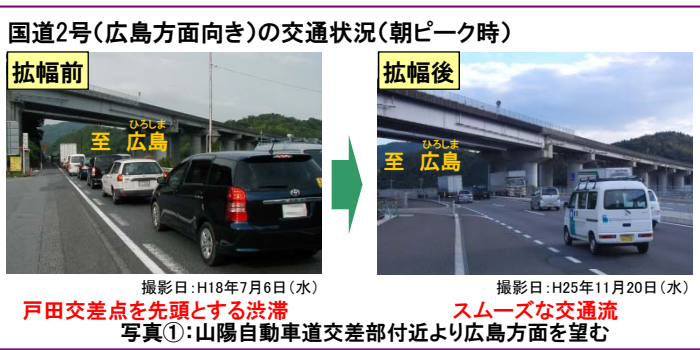 国道2号(広島方面向き)の交通状況(朝ピーク時)
拡幅前
ひろしま
至 広島
撮影日:H18年7月6日(水)
戸田交差点を先頭とする渋滞
拡幅後
ひろしま
至 広島
撮影日:H25年11月20日(水)
スムーズな交通流
写真①:山陽自動車道交差部付近より広島方面を望む